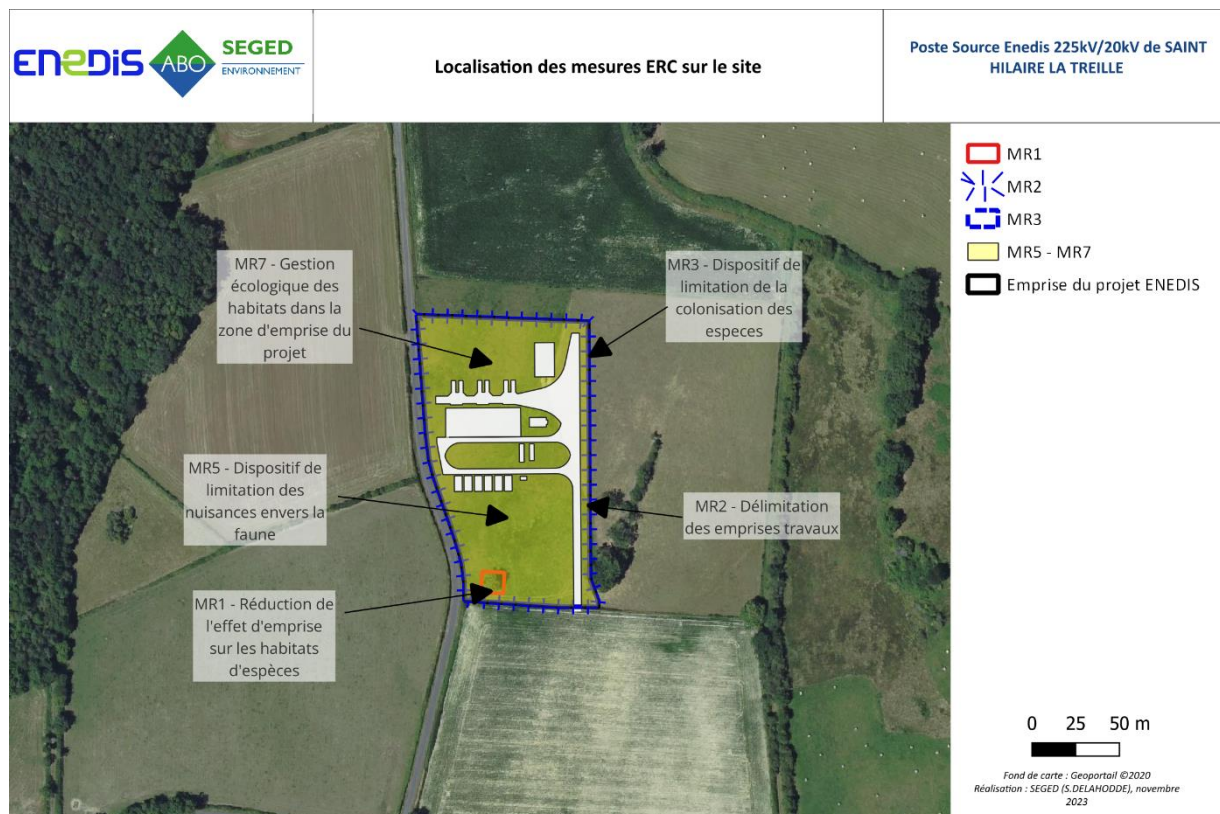 enedis
ABO
SEGED
ENVIRONNEMENT
Localisation des mesures ERC sur le site
Poste Source Enedis 225kV/20kV de SAINT
HILAIRE LA TREILLE
MR7 - Gestion
écologique des
habitats dans la
zone d'emprise du
projet
MR3 - Dispositif de
limitation de la
colonisation des
especes
MR5 - Dispositif de
limitation des
nuisances envers la
faune
MR2 - Délimitation
des emprises travaux
MR1 - Réduction de
l'effet d'emprise
sur les habitats
d'espèces
MR1
MR2
MR3
MR5 - MR7
Emprise du projet ENEDIS
0 25 50 m
Fond de carte : Geoportail ©2020
Réalisation : SEGED (S.DELAHODDE), novembre
2023